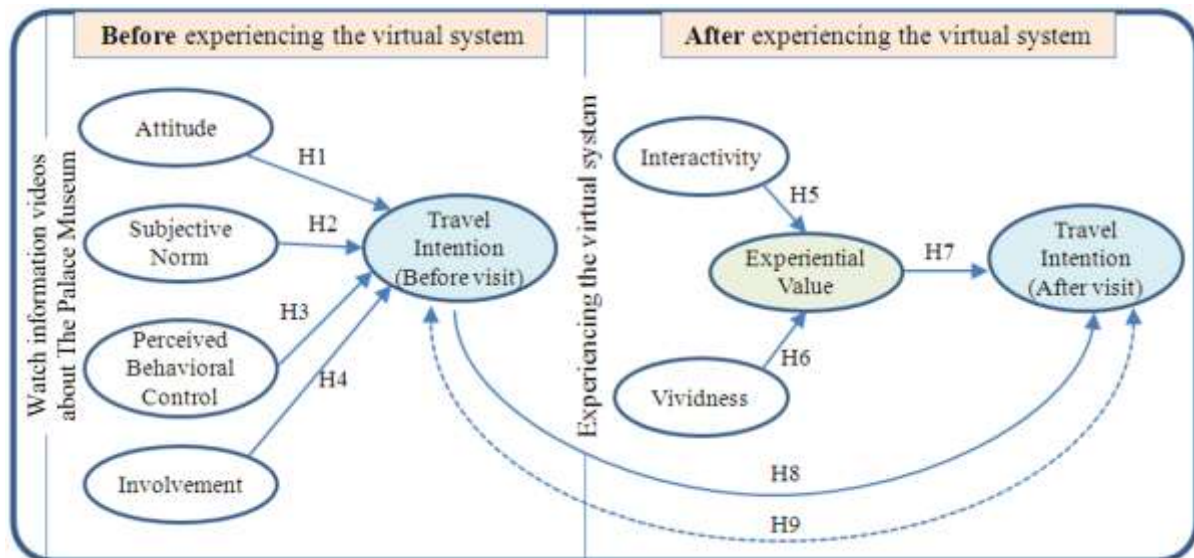 Before experiencing the virtual system
After experiencing the virtual system
Watch information videos
about The Palace Museum
Attitude
Subjective
Norm
Perceived
Behavioral
Control
Involvement
H1
H2
H3
H4
Travel
Intention
(Before visit)
Experiencing the virtual system
Interactivity
Vividness
H5
H6
Experiential
Value
H7
Travel
Intention
(After visit)
H8
H9